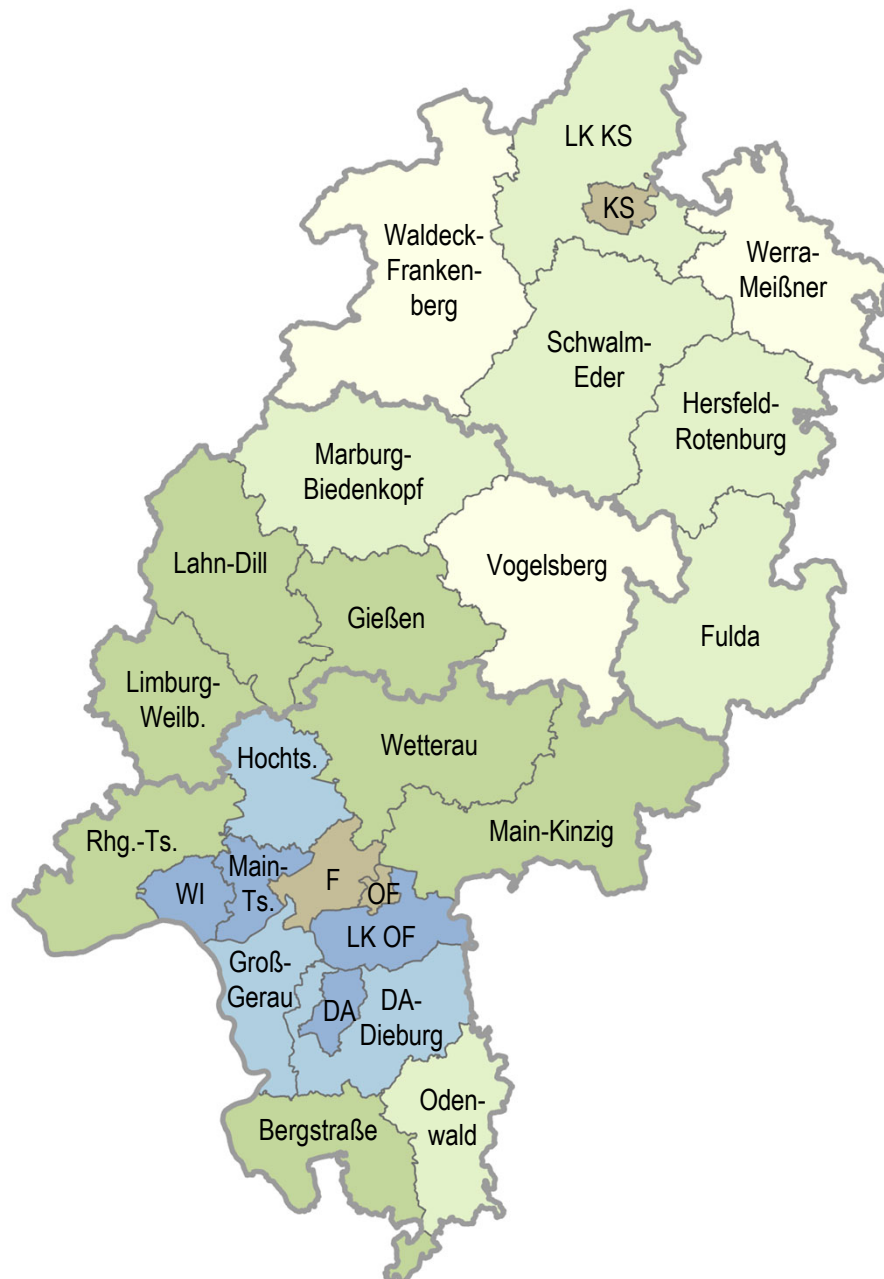 LK KS
KS
Waldeck-
Franken-
berg
Werra-
Meißner
Schwalm-
Eder
Hersfeld-
Rotenburg
Marburg-
Biedenkopf
Lahn-Dill
Vogelsberg
Gießen
Fulda
Limburg-
Weilb.
Wetterau
Hochts.
Main-Kinzig
Rhg.-Ts.
Main-
Ts.
WI
F
OF
LK OF
Groß-
Gerau
DA
DA-
Dieburg
Oden-
wald
Bergstraße